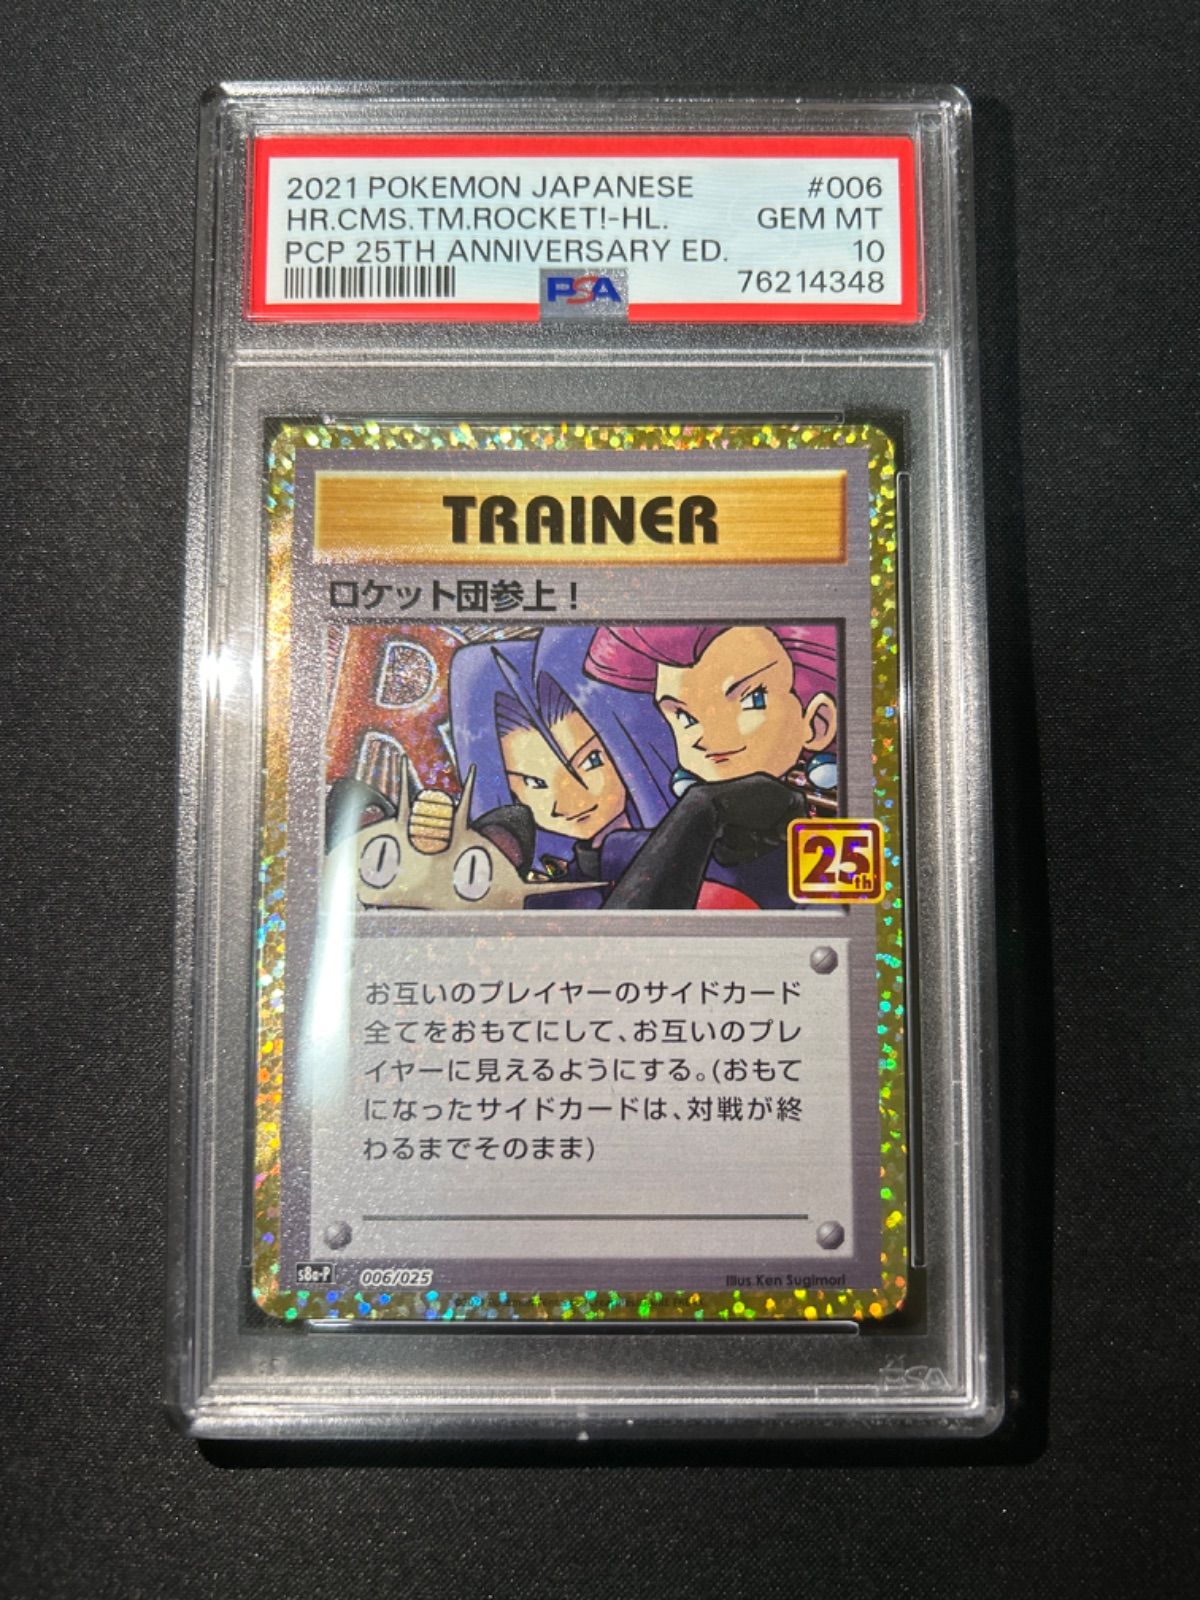 2021 POKEMON JAPANESE #006
HR.CMS.TM.ROCKET!-HL. GEM MT
PCP 25TH ANNIVERSARY ED. 10
PSA 76214348
TRAINER
ロケット団参上!
R
25th
お互いのプレイヤーのサイドカード
全てをおもてにして、お互いのプレ
イヤーに見えるようにする。(おもて
になったサイドカードは、対戦が終
わるまでそのまま)
s8a-P 006/025 Illus. Ken Sugimori
PSA